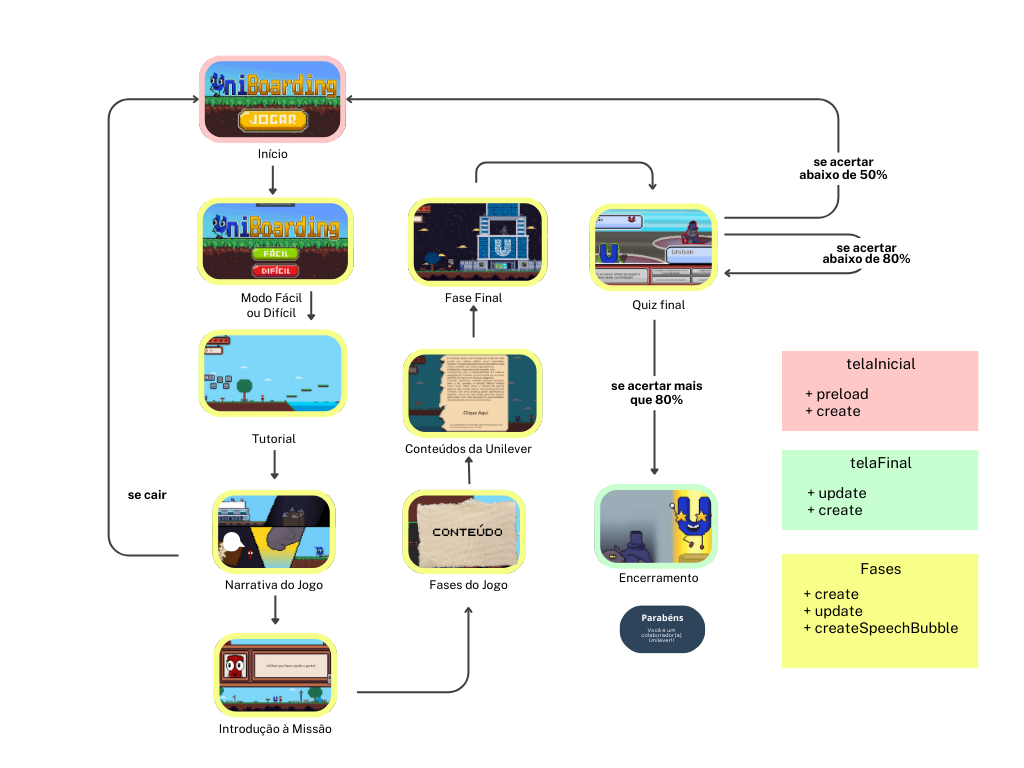 UniBoarding
JOGAR
Início
UniBoarding
FÁCIL
DIFÍCIL
Modo Fácil
ou Difícil
Tutorial
se cair
Narrativa do Jogo
Introdução à Missão
Fase Final
Clique Aqui
Conteúdos da Unilever
CONTEÚDO
Fases do Jogo
Quiz final
se acertar
abaixo de 50%
se acertar
abaixo de 80%
se acertar mais
que 80%
Encerramento
Parabéns
Você é um
colaborador(a)
Unilever!!
telaInicial
+ preload
+ create
telaFinal
+ update
+ create
Fases
+ create
+ update
+ createSpeechBubble